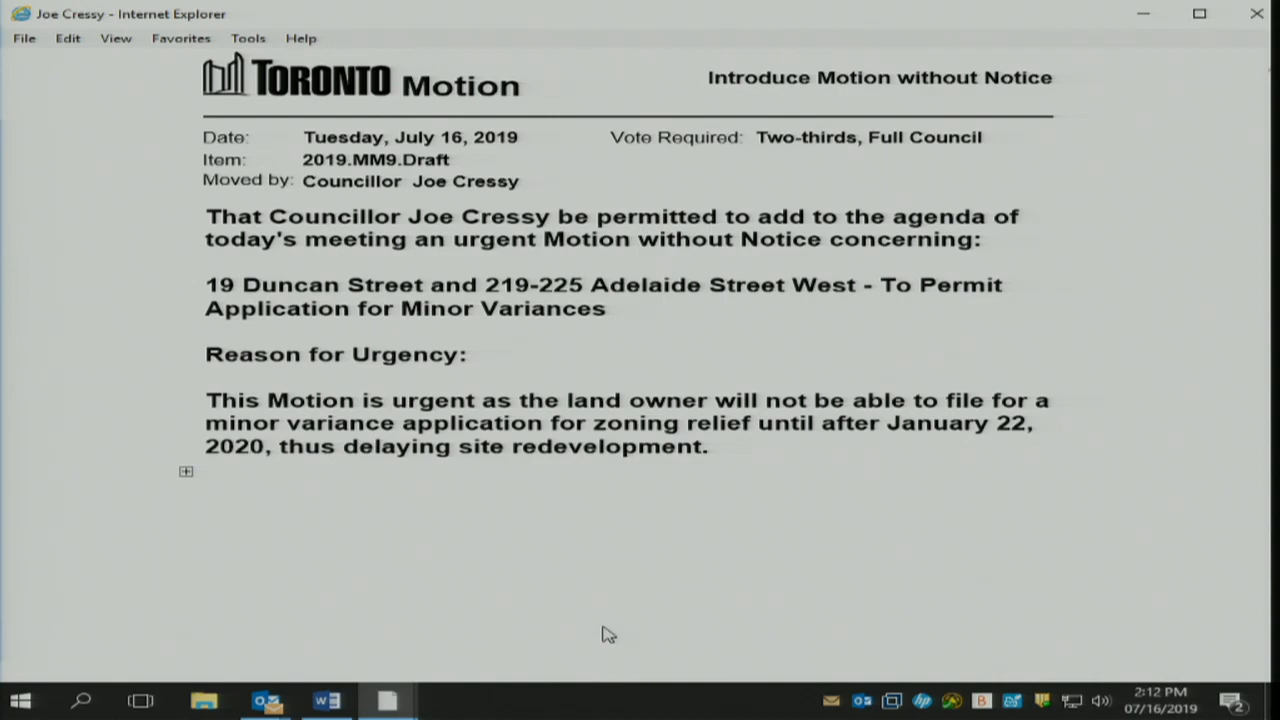 Joe Cressy - Internet Explorer
File Edit View Favorites Tools Help
TORONTO Motion
Introduce Motion without Notice
Date: Tuesday, July 16, 2019
Vote Required: Two-thirds, Full Council
Item: 2019.MM9.Draft
Moved by: Councillor Joe Cressy
That Councillor Joe Cressy be permitted to add to the agenda of
today's meeting an urgent Motion without Notice concerning:
19 Duncan Street and 219-225 Adelaide Street West - To Permit
Application for Minor Variances
Reason for Urgency:
This Motion is urgent as the land owner will not be able to file for a
minor variance application for zoning relief until after January 22,
2020, thus delaying site redevelopment.
2:12 PM
07/16/2019
2